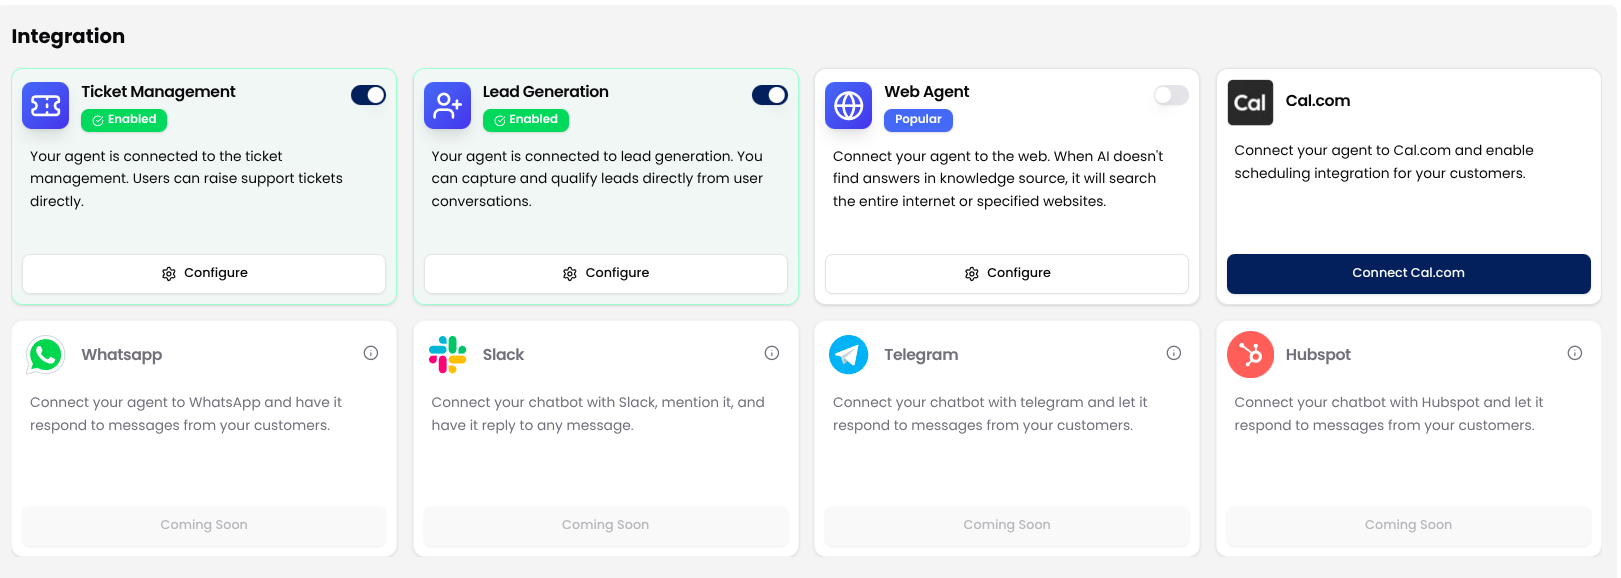 Integration
Ticket Management
Enabled
Your agent is connected to the ticket
management. Users can raise support tickets
directly.
Configure
Lead Generation
Enabled
Your agent is connected to lead generation. You
can capture and qualify leads directly from user
conversations.
Configure
Web Agent
Popular
Connect your agent to the web. When AI doesn't
find answers in knowledge source, it will search
the entire internet or specified websites.
Configure
Cal
Cal.com
Connect your agent to Cal.com and enable
scheduling integration for your customers.
Connect Cal.com
Whatsapp
Connect your agent to WhatsApp and have it
respond to messages from your customers.
Coming Soon
Slack
Connect your chatbot with Slack, mention it, and
have it reply to any message.
Coming Soon
Telegram
Connect your chatbot with telegram and let it
respond to messages from your customers.
Coming Soon
Hubspot
Connect your chatbot with Hubspot and let it
respond to messages from your customers.
Coming Soon